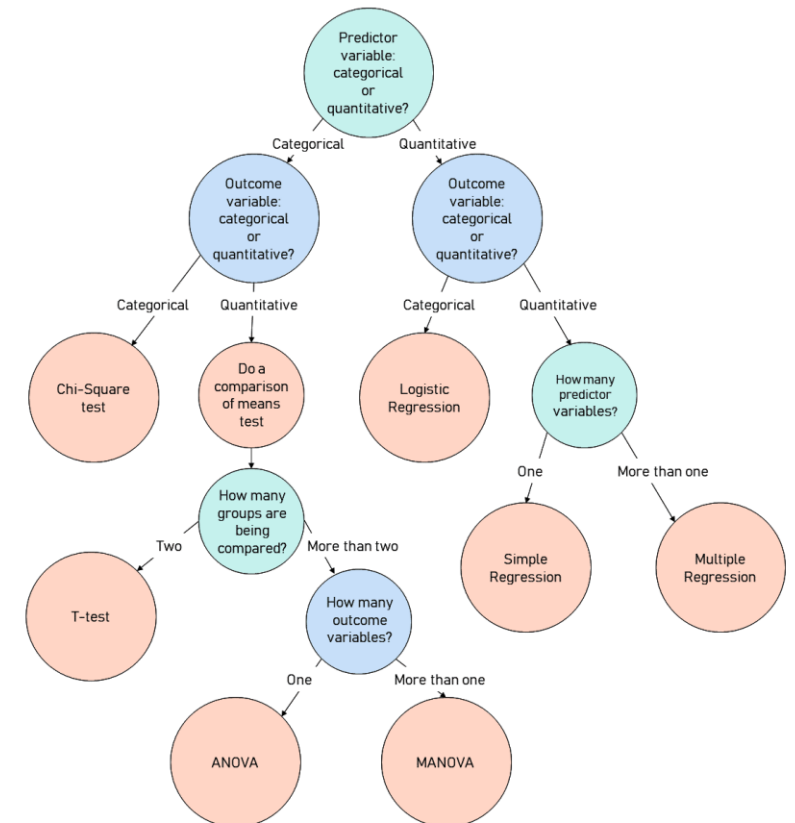 Predictor
variable:
categorical
or
quantitative?
Categorical
Quantitative
Outcome
variable:
categorical
or
quantitative?
Outcome
variable:
categorical
or
quantitative?
Categorical
Quantitative
Categorical
Quantitative
Chi-Square
test
Do a
comparison
of means
test
Logistic
Regression
How many
predictor
variables?
One
More than one
How many
groups are
being
compared?
Two
More than two
Simple
Regression
Multiple
Regression
T-test
How many
outcome
variables?
One
More than one
ANOVA
MANOVA